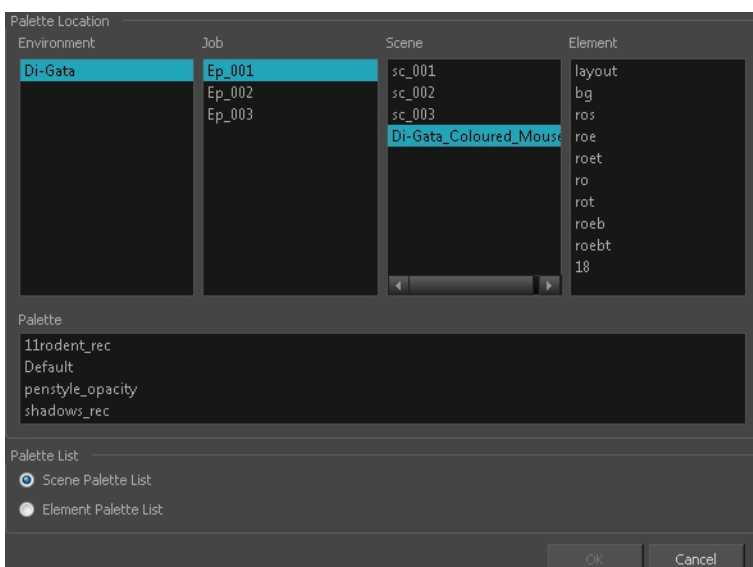 Palette Location
Environment
Job
Scene
Element
Di-Gata
Ep_001
Ep_002
Ep_003
sc_001
sc_002
sc_003
Di-Gata_Coloured_Mouse
layout
bg
ros
roe
roet
ro
rot
roeb
roebt
18
Palette
11rodent_rec
Default
penstyle_opacity
shadows_rec
Palette List
Scene Palette List
Element Palette List
OK
Cancel